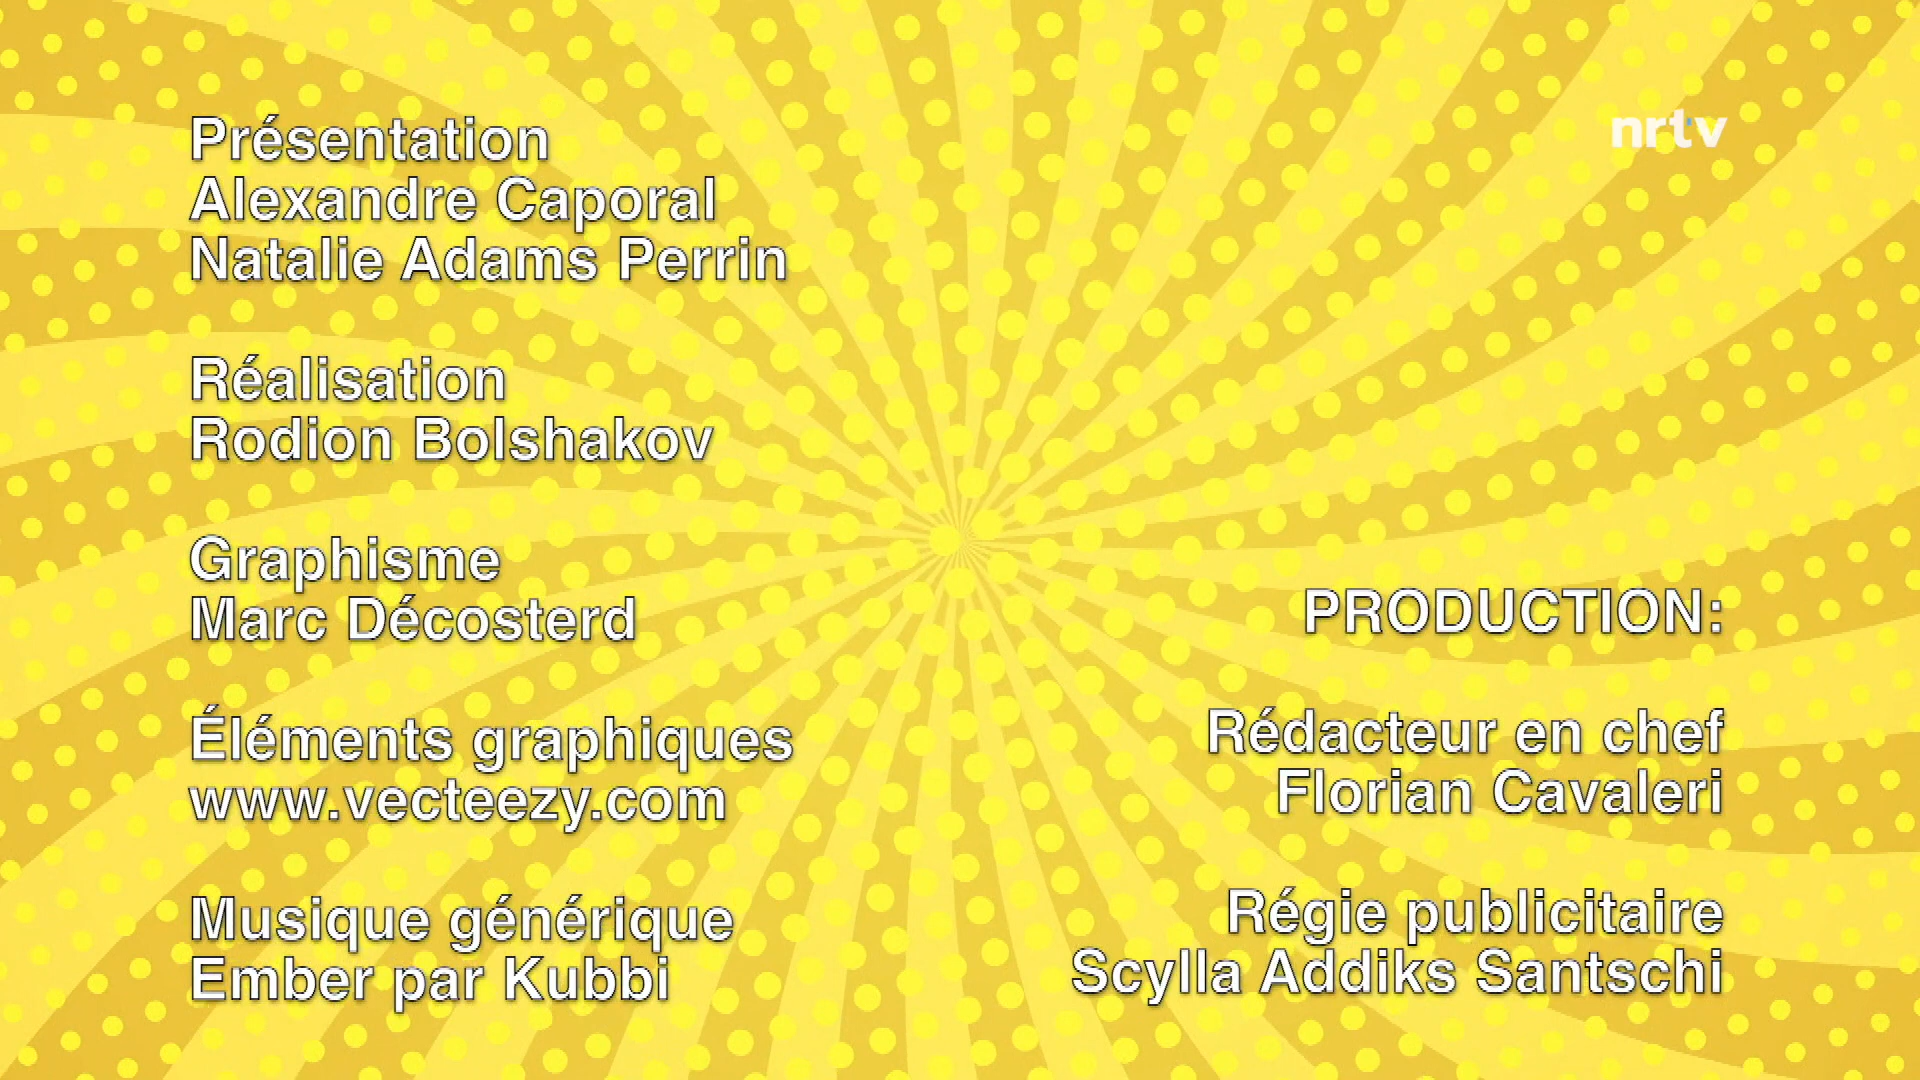 nrtv
Présentation
Alexandre Caporal
Natalie Adams Perrin
Réalisation
Rodion Bolshakov
Graphisme
Marc Décosterd
Éléments graphiques
www.vecteezy.com
Musique générique
Ember par Kubbi
PRODUCTION:
Rédacteur en chef
Florian Cavaleri
Régie publicitaire
Scylla Addiks Santschi